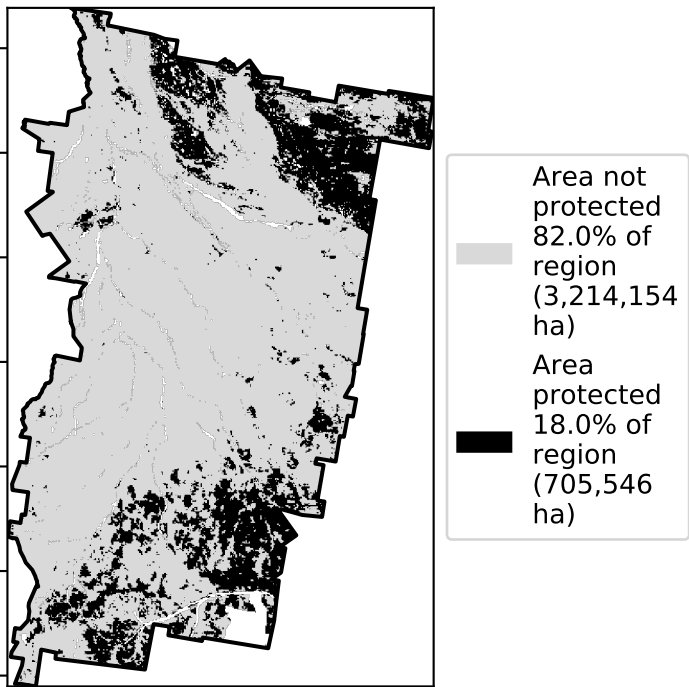 Area not
protected
82.0% of
region
(3,214,154
ha)
Area
protected
18.0% of
region
(705,546
ha)